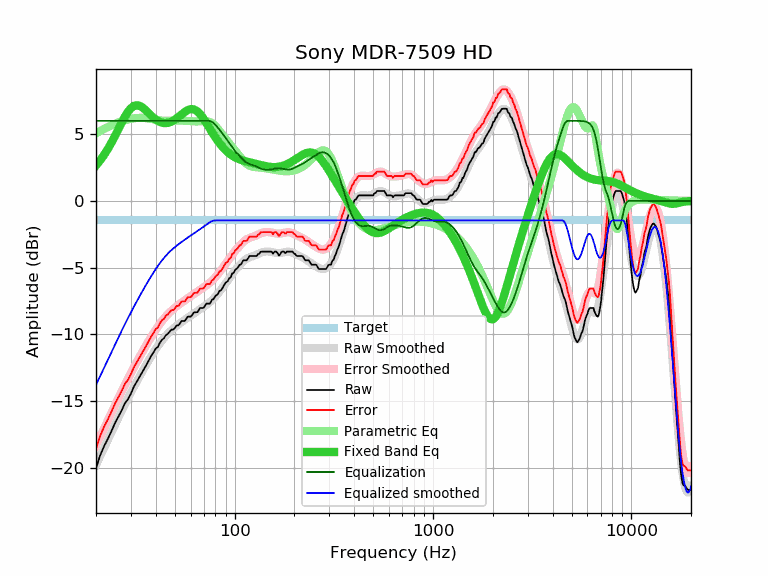 Sony MDR-7509 HD
Amplitude (dBr)
5
0
−5
−10
−15
−20
Target
Raw Smoothed
Error Smoothed
Raw
Error
Parametric Eq
Fixed Band Eq
Equalization
Equalized smoothed
100
1000
10000
Frequency (Hz)